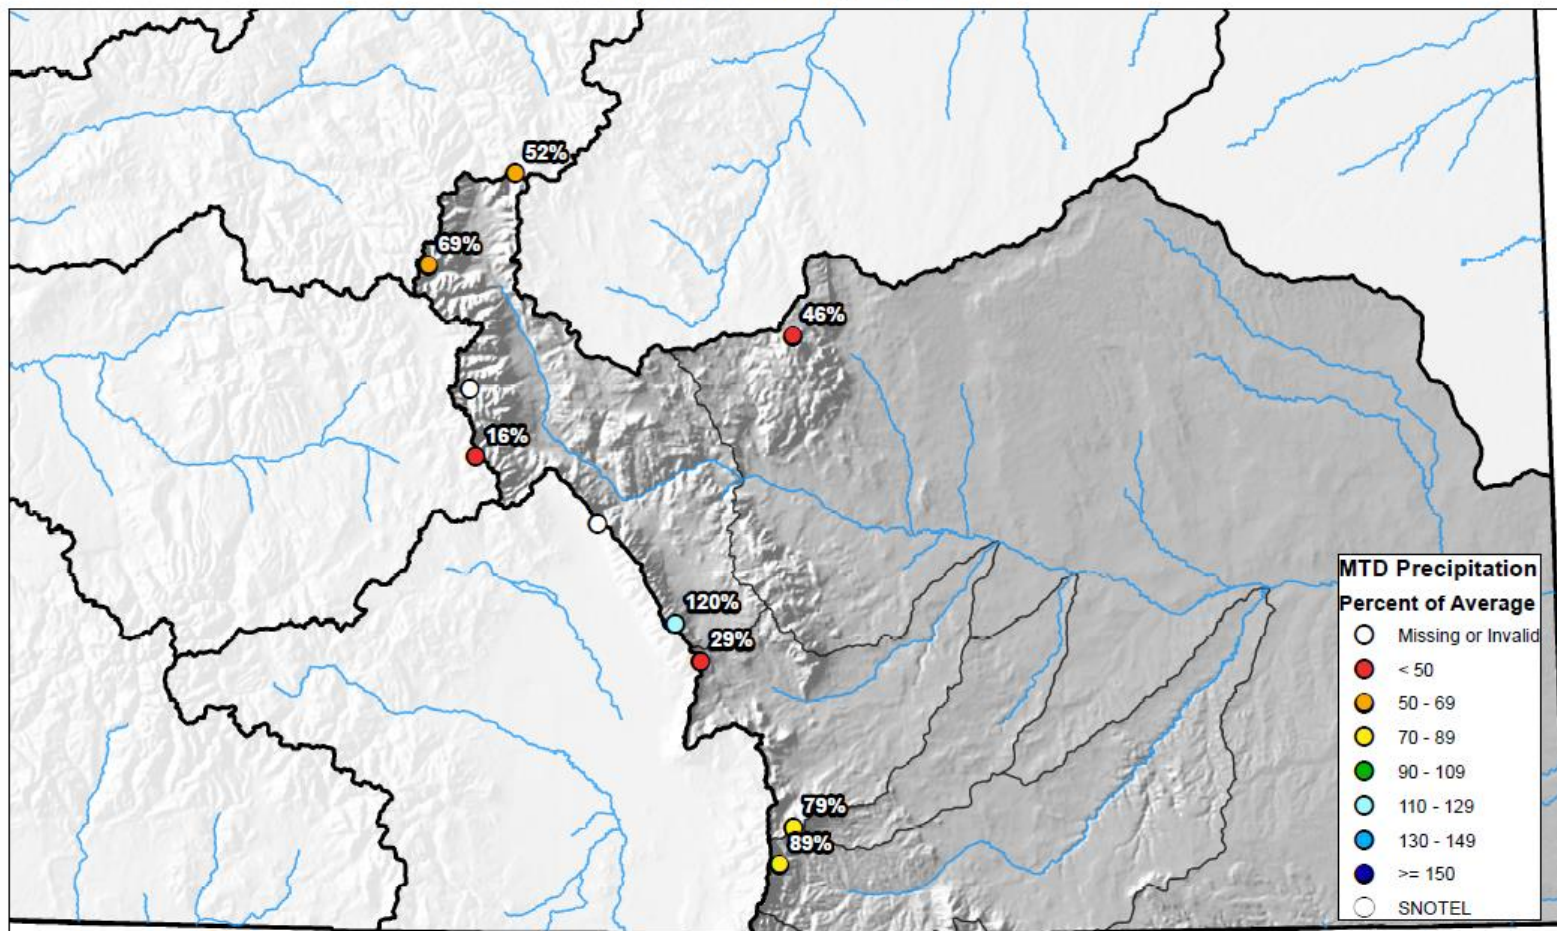 52%
69%
46%
16%
120%
29%
79%
89%
MTD Precipitation
Percent of Average
Missing or Invalid
< 50
50 - 69
70 - 89
90 - 109
110 - 129
130 - 149
>= 150
SNOTEL